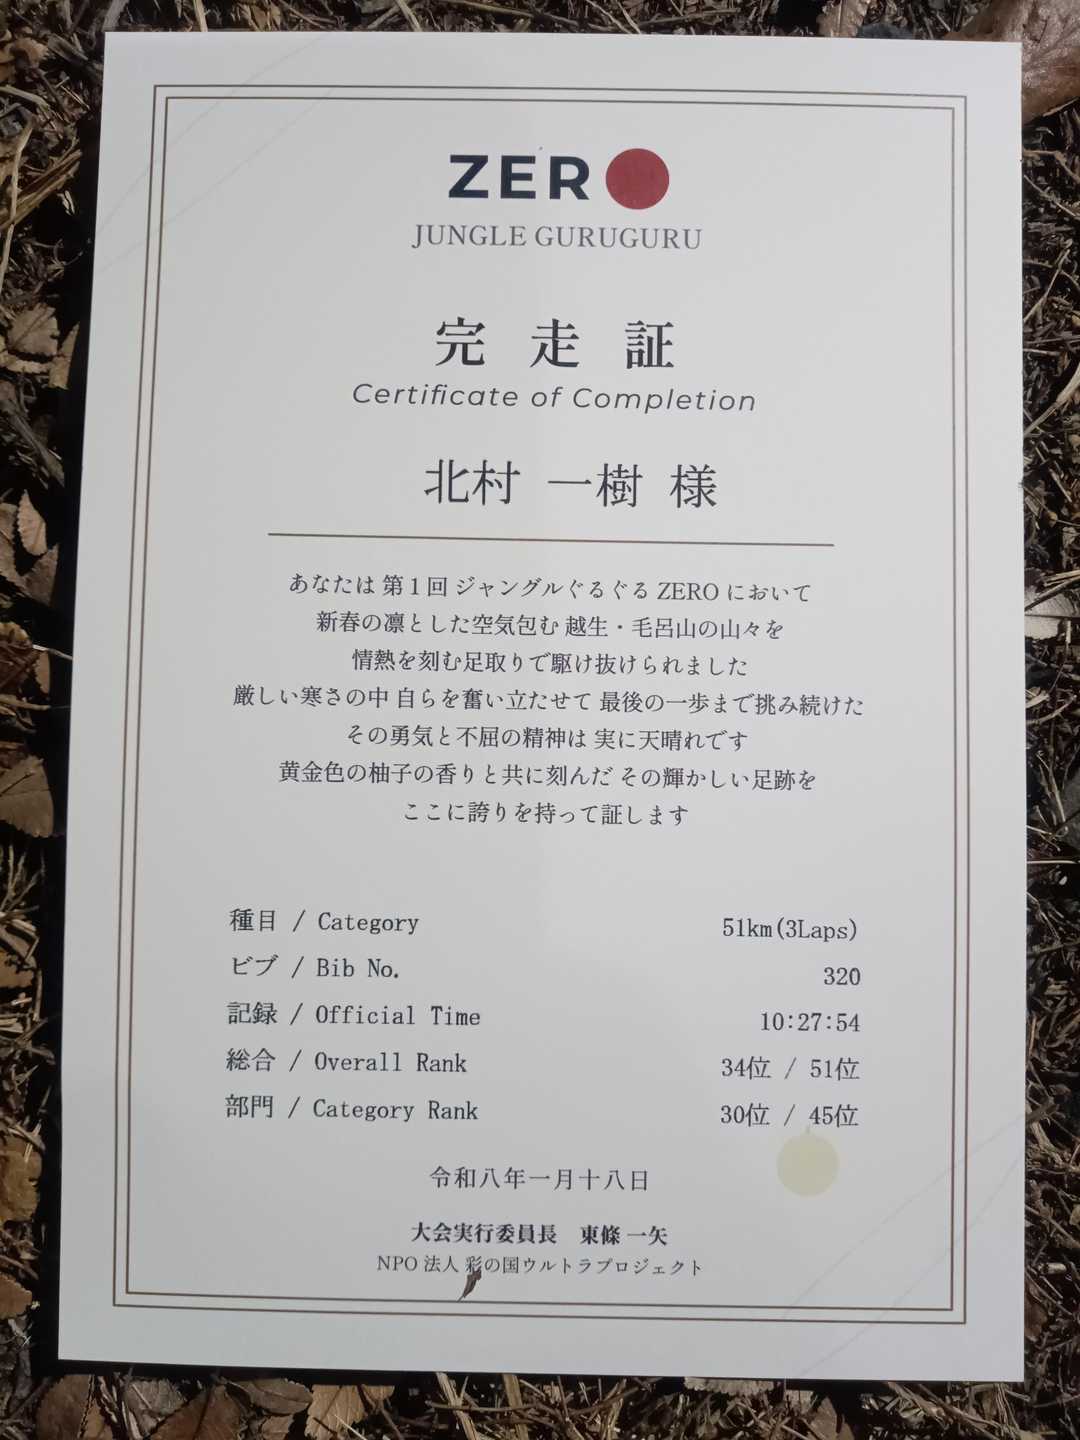 ZERO
JUNGLE GURUGURU
完走証
Certificate of Completion
北村 一樹 様
あなたは 第1回 ジャングルぐるぐる ZERO において
新春の凛とした空気包む 越生・毛呂山の山々を
情熱を刻む足取りで駆け抜けられました
厳しい寒さの中 自らを奮い立たせて 最後の一歩まで挑み続けた
その勇気と不屈の精神は 実に天晴れです
黄金色の柚子の香りと共に刻んだ その輝かしい足跡を
ここに誇りを持って証します
種目 / Category 51km(3Laps)
ビブ / Bib No. 320
記録 / Official Time 10:27:54
総合 / Overall Rank 34位 / 51位
部門 / Category Rank 30位 / 45位
令和八年一月十八日
大会実行委員長 東條 一矢
NPO 法人 彩の国ウルトラプロジェクト